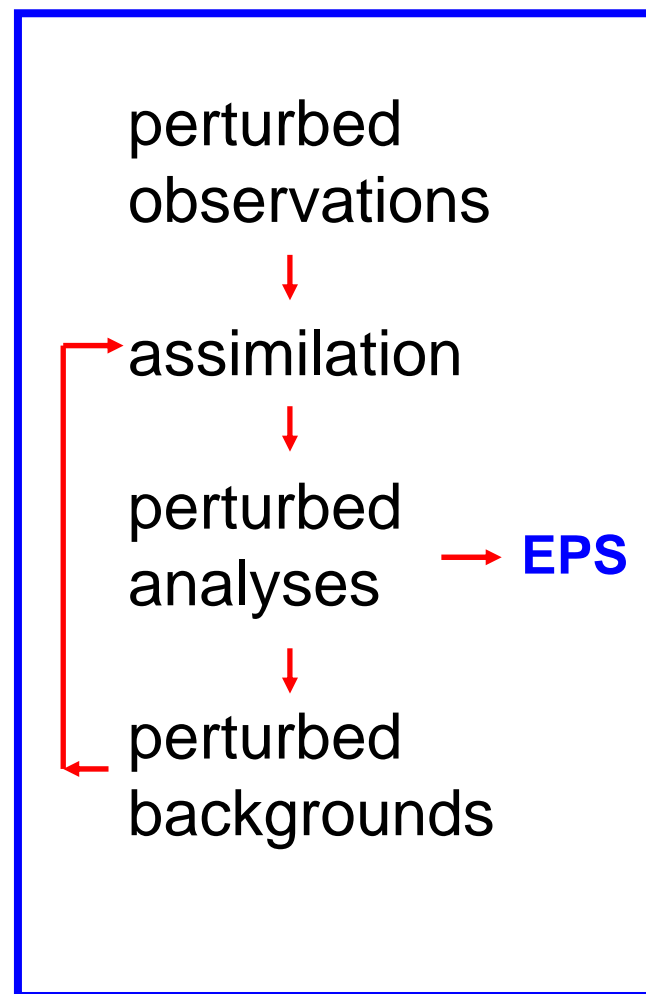 perturbed
observations
assimilation
perturbed
analyses
EPS
perturbed
backgrounds